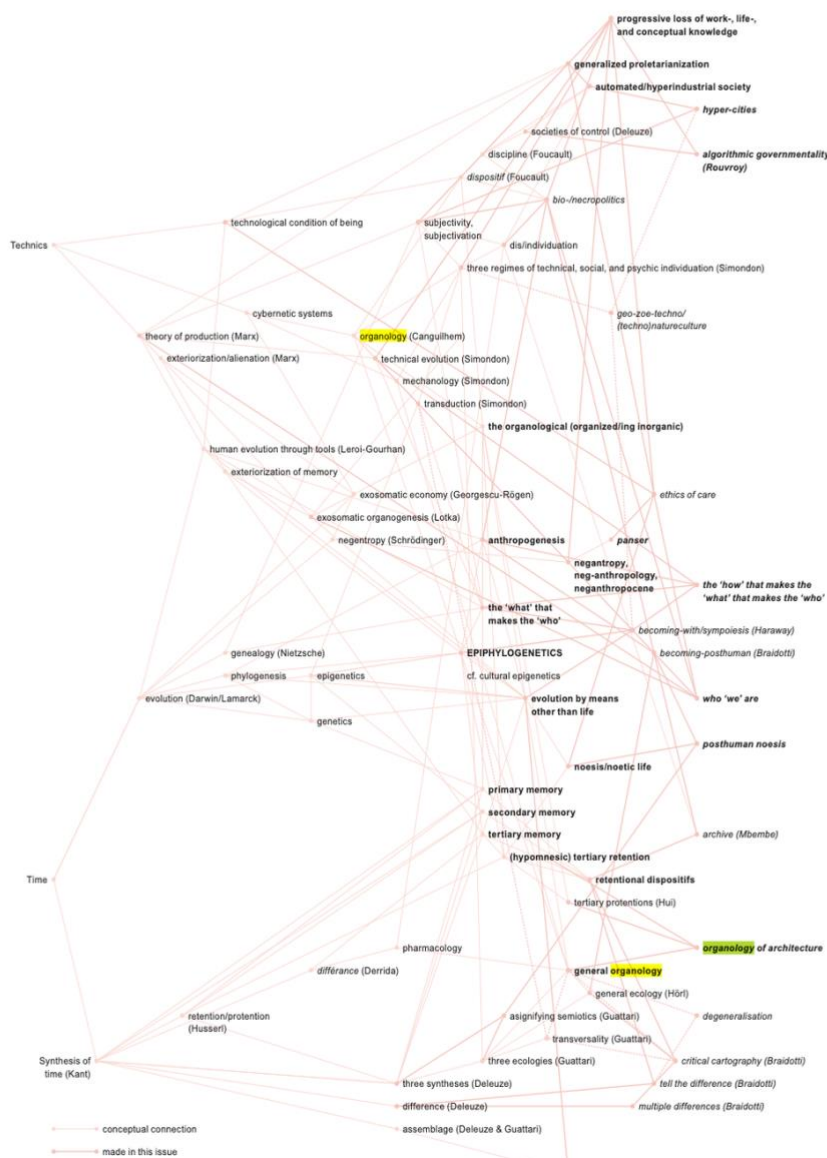 progressive loss of work-, life-,
and conceptual knowledge
generalized proletarianization
automated/hyperindustrial society
hyper-cities
societies of control (Deleuze)
discipline (Foucault)
algorithmic governmentality
(Rouvroy)
dispositif (Foucault)
bio-/necropolitics
technological condition of being
subjectivity,
subjectivation
Technics
dis/individuation
three regimes of technical, social, and psychic individuation (Simondon)
cybernetic systems
geo-zoe-techno/
(techno)natureculture
theory of production (Marx)
organology (Canguilhem)
exteriorization/alienation (Marx)
technical evolution (Simondon)
mechanology (Simondon)
transduction (Simondon)
the organological (organized/ing inorganic)
human evolution through tools (Leroi-Gourhan)
exteriorization of memory
exosomatic economy (Georgescu-Rögen)
ethics of care
exosomatic organogenesis (Lotka)
negentropy (Schrödinger)
anthropogenesis
panser
negantropy,
neg-anthropology,
neganthropocene
the ‘how’ that makes the
‘what’ that makes the ‘who’
the ‘what’ that
makes the ‘who’
becoming-with/sympoiesis (Haraway)
genealogy (Nietzsche)
EPIPHYLOGENETICS
becoming-posthuman (Braidotti)
phylogenesis
epigenetics
cf. cultural epigenetics
evolution (Darwin/Lamarck)
evolution by means
other than life
who ‘we’ are
genetics
posthuman noesis
noesis/noetic life
primary memory
secondary memory
tertiary memory
archive (Mbembe)
(hypomnesic) tertiary retention
Time
retentional dispositifs
tertiary protentions (Hui)
pharmacology
organology of architecture
différance (Derrida)
general organology
general ecology (Hörl)
retention/protention
(Husserl)
asignifying semiotics (Guattari)
degeneralisation
transversality (Guattari)
Synthesis of
time (Kant)
three ecologies (Guattari)
critical cartography (Braidotti)
three syntheses (Deleuze)
tell the difference (Braidotti)
difference (Deleuze)
multiple differences (Braidotti)
conceptual connection
assemblage (Deleuze & Guattari)
made in this issue